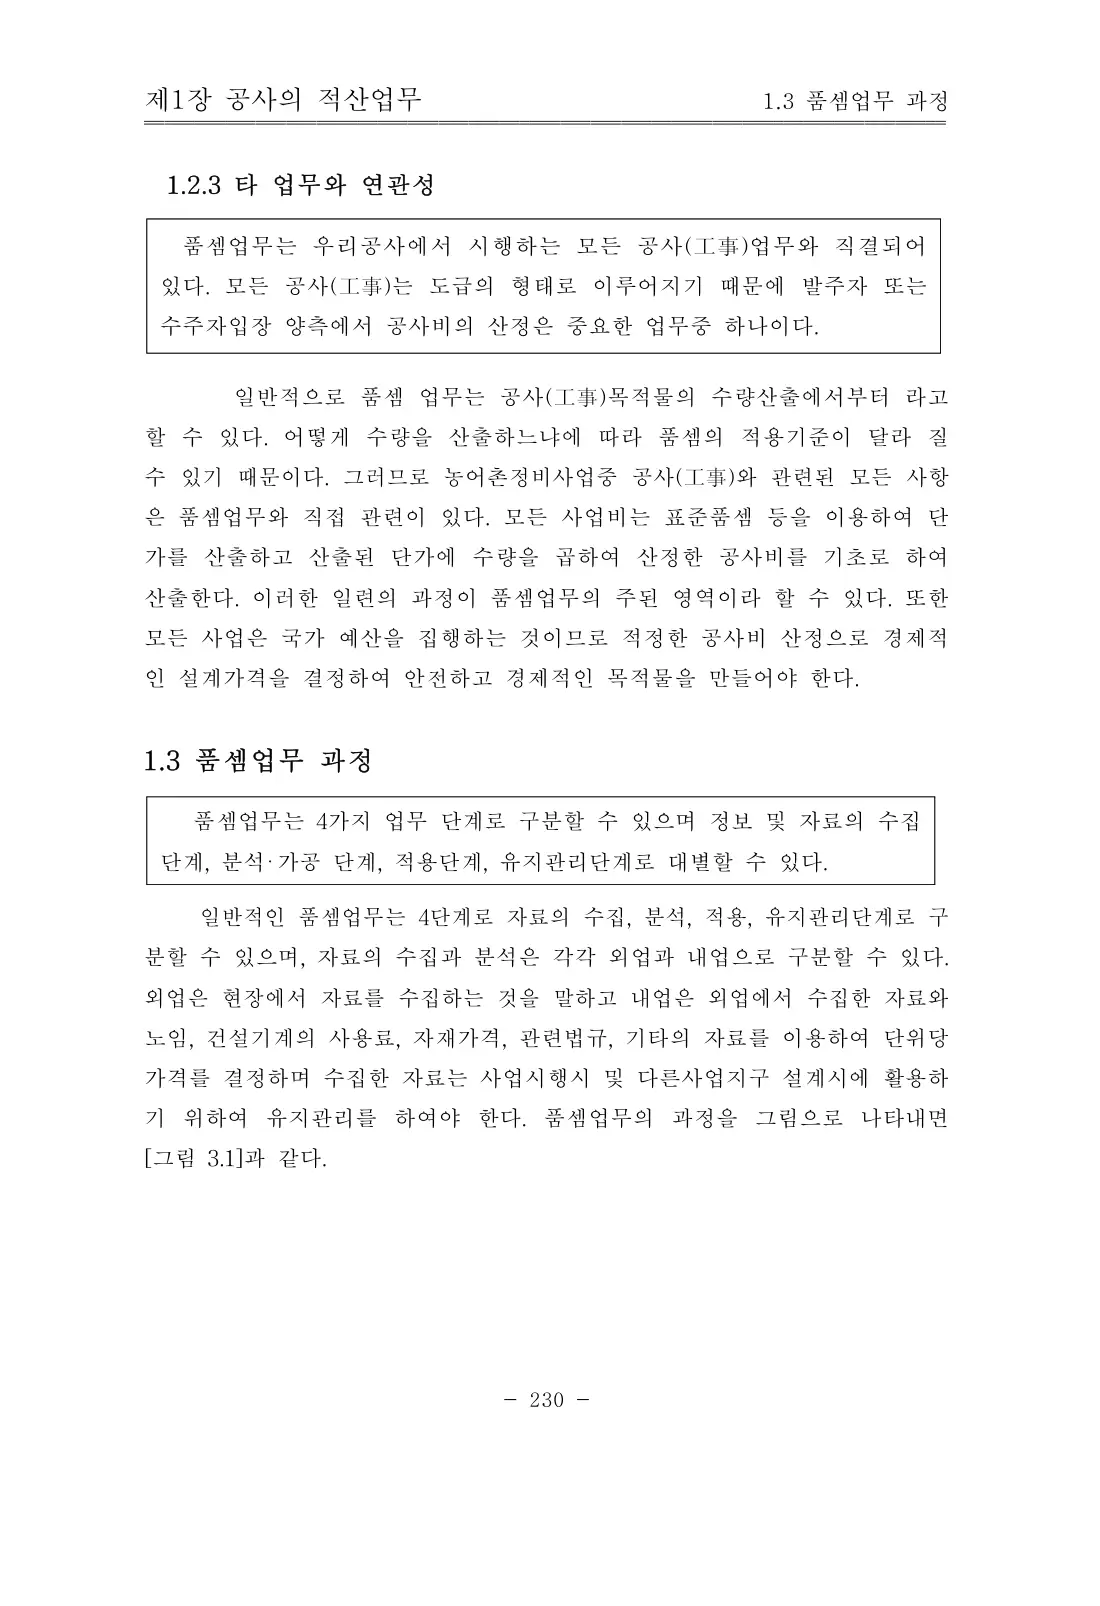 제1장 공사의 적산업무
1.3 품셈업무 과정
1.2.3 타 업무와 연관성
품셈업무는 우리공사에서 시행하는 모든 공사(工事)업무와 직결되어
있다. 모든 공사(工事)는 도급의 형태로 이루어지기 때문에 발주자 또는
수주자입장 양측에서 공사비의 산정은 중요한 업무중 하나이다.
일반적으로 품셈 업무는 공사(工事)목적물의 수량산출에서부터 라고
할 수 있다. 어떻게 수량을 산출하느냐에 따라 품셈의 적용기준이 달라 질
수 있기 때문이다. 그러므로 농어촌정비사업중 공사(工事)와 관련된 모든 사항
은 품셈업무와 직접 관련이 있다. 모든 사업비는 표준품셈 등을 이용하여 단
가를 산출하고 산출된 단가에 수량을 곱하여 산정한 공사비를 기초로 하여
산출한다. 이러한 일련의 과정이 품셈업무의 주된 영역이라 할 수 있다. 또한
모든 사업은 국가 예산을 집행하는 것이므로 적정한 공사비 산정으로 경제적
인 설계가격을 결정하여 안전하고 경제적인 목적물을 만들어야 한다.
1.3 품셈업무 과정
품셈업무는 4가지 업무 단계로 구분할 수 있으며 정보 및 자료의 수집
단계, 분석·가공 단계, 적용단계, 유지관리단계로 대별할 수 있다.
일반적인 품셈업무는 4단계로 자료의 수집, 분석, 적용, 유지관리단계로 구
분할 수 있으며, 자료의 수집과 분석은 각각 외업과 내업으로 구분할 수 있다.
외업은 현장에서 자료를 수집하는 것을 말하고 내업은 외업에서 수집한 자료와
노임, 건설기계의 사용료, 자재가격, 관련법규, 기타의 자료를 이용하여 단위당
가격를 결정하며 수집한 자료는 사업시행시 및 다른사업지구 설계시에 활용하
기 위하여 유지관리를 하여야 한다. 품셈업무의 과정을 그림으로 나타내면
[그림 3.1]과 같다.
- 230 -